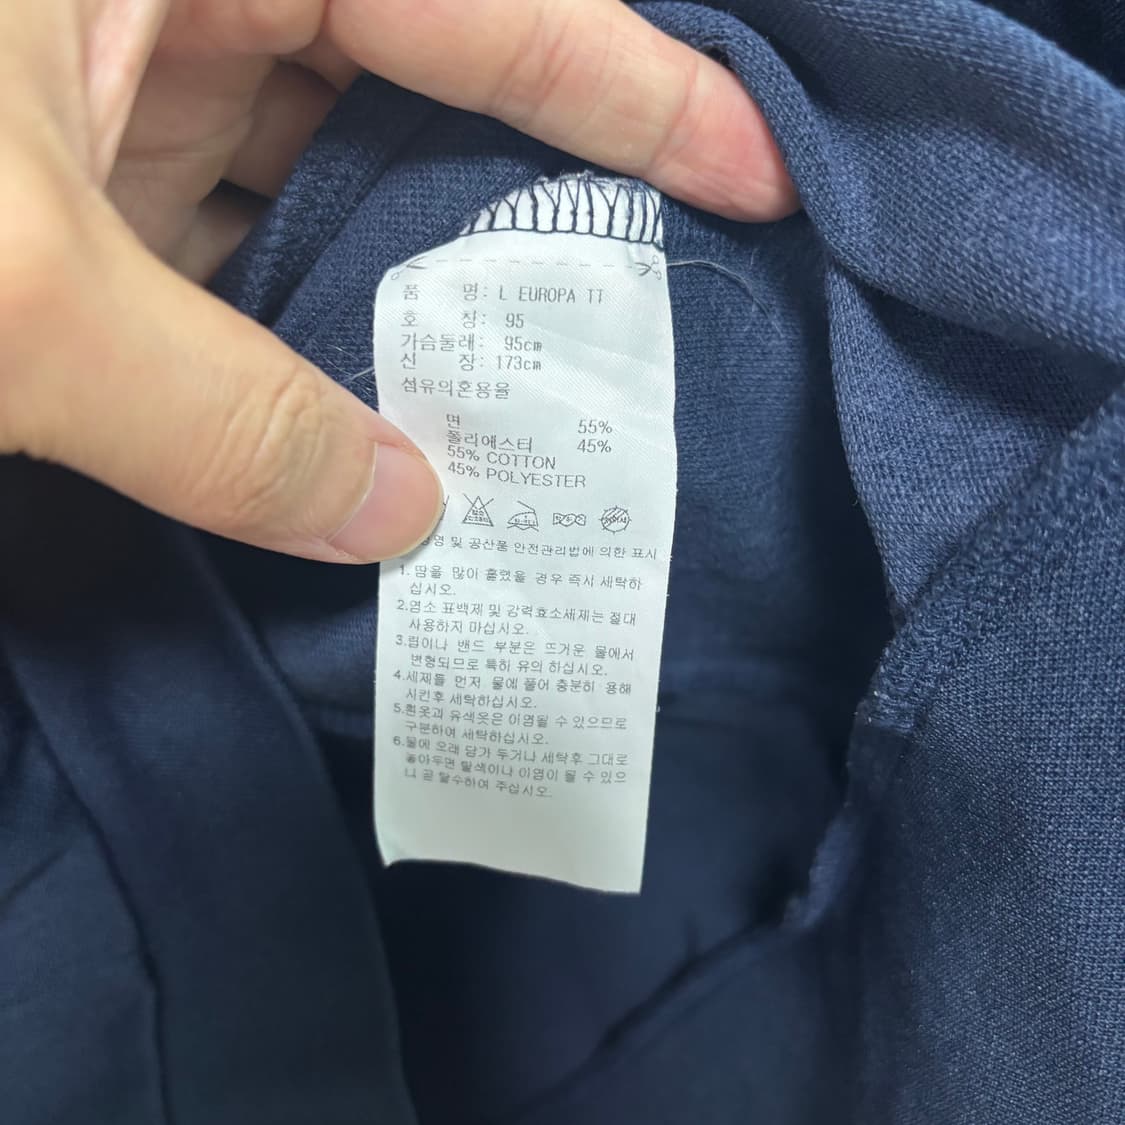 품 명: L EUROPA TT
호 칭: 95
가슴둘레: 95cm
신 장: 173cm
섬유의혼용율
면 55%
폴리에스터 45%
55% COTTON
45% POLYESTER
및 공산품 안전관리법에 의한 표시
1. 땀을 많이 흘렸을 경우 즉시 세탁하
십시오.
2.염소 표백제 및 강력효소세제는 절대
사용하지 마십시오.
3.립이나 밴드 부분은 뜨거운 물에서
변형되므로 특히 유의 하십시오.
4.세제를 먼저 물에 풀어 충분히 용해
시킨후 세탁하십시오.
5.흰옷과 유색옷은 이염될 수 있으므로
구분하여 세탁하십시오.
6.물에 오래 담가 두거나 세탁후 그대로
놓아두면 탈색이나 이염이 될 수 있으
니 곧 탈수하여 주십시오.